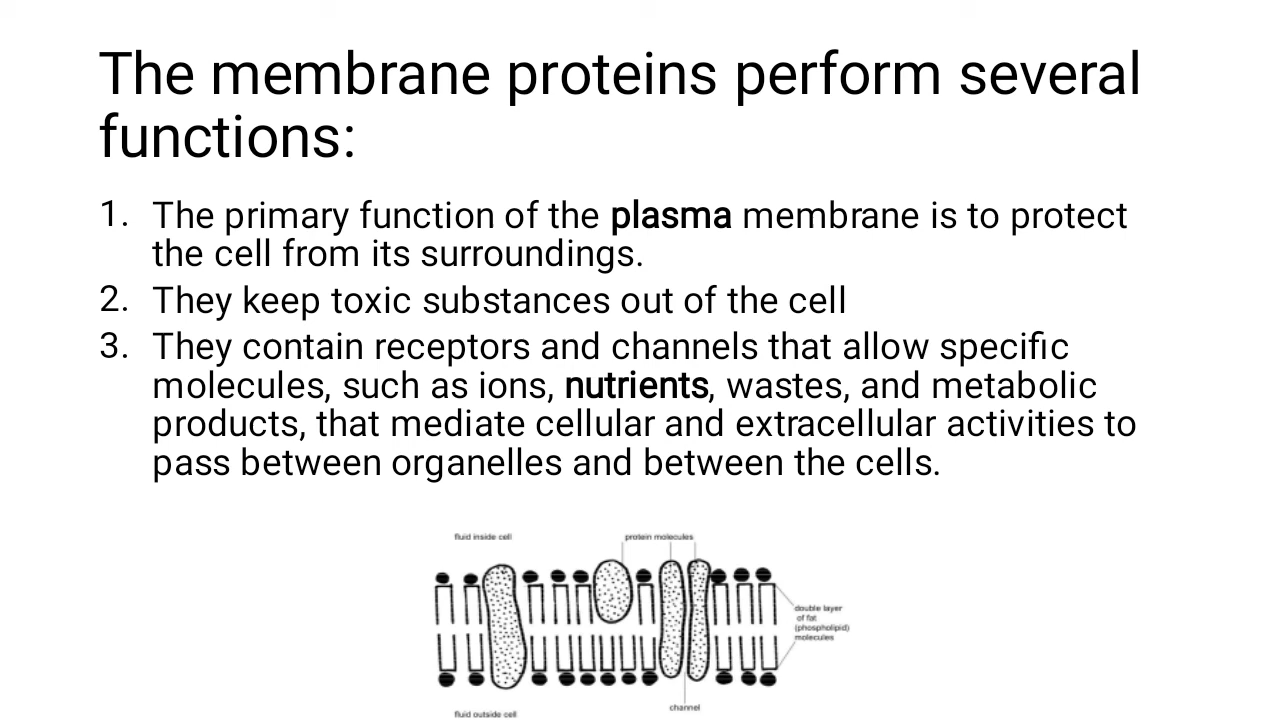 The membrane proteins perform several
functions:
1. The primary function of the plasma membrane is to protect
the cell from its surroundings.
2. They keep toxic substances out of the cell
3. They contain receptors and channels that allow specific
molecules, such as ions, nutrients, wastes, and metabolic
products, that mediate cellular and extracellular activities to
pass between organelles and between the cells.
fluid inside cell
protein molecules
double layer
of fat
(phospholipid)
molecules
channel
fluid outside cell